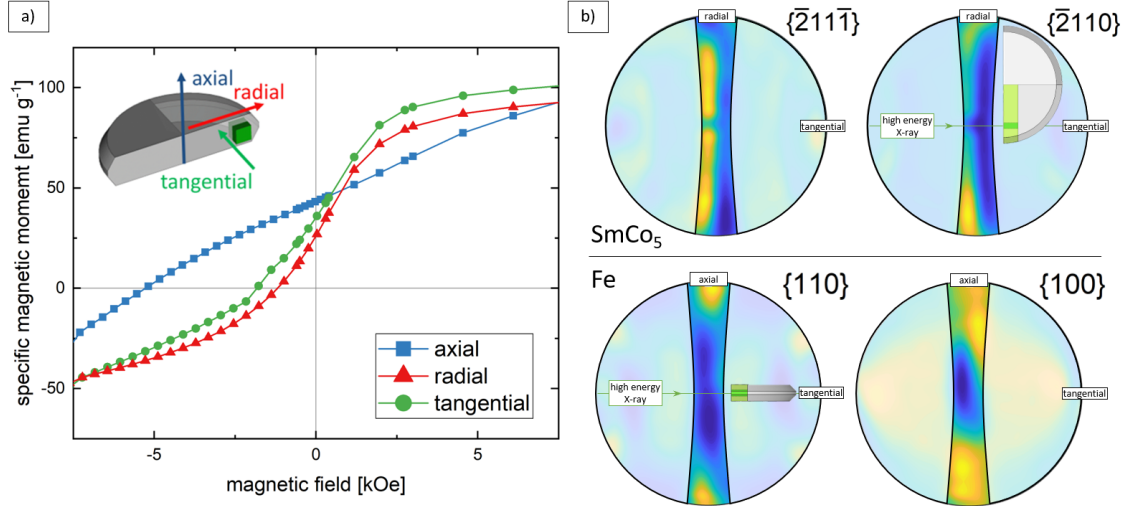 a)
specific magnetic momemt [emu g⁻¹]
100
50
0
-50
-5
0
5
magnetic field [kOe]
axial
radial
tangential
axial
radial
tangential
b)
radial
{2̄111̄}
tangential
high energy
X-ray
radial
{2̄110}
tangential
SmCo₅
Fe
axial
{110}
high energy
X-ray
tangential
axial
{100}
tangential